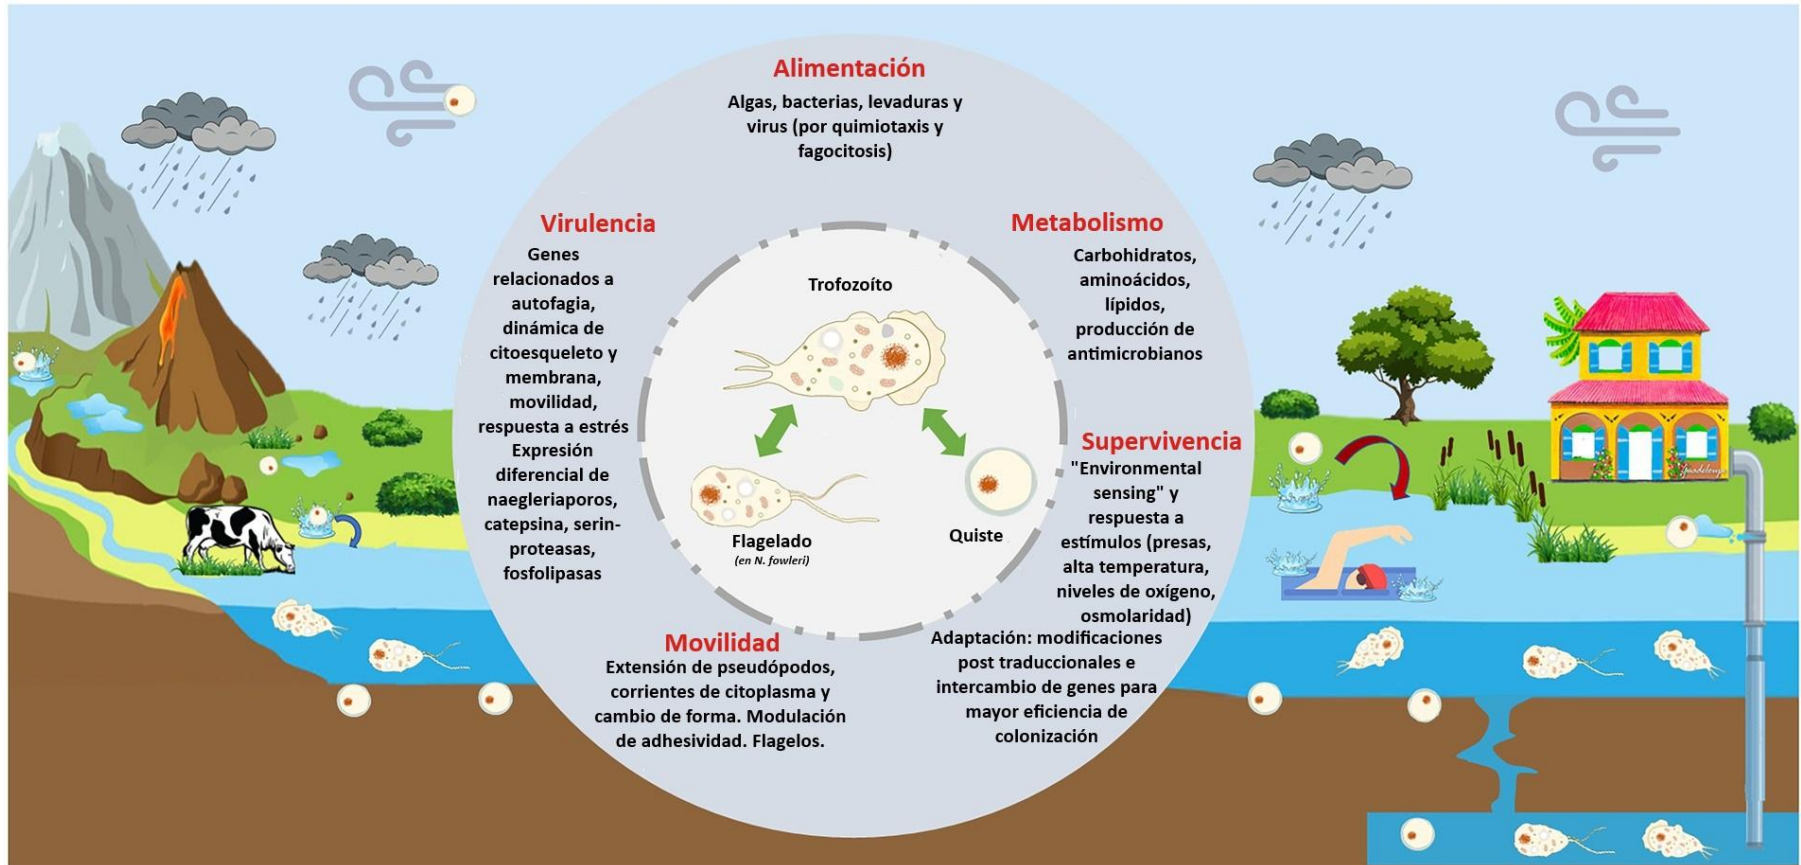 Alimentación
Algas, bacterias, levaduras y
virus (por quimiotaxis y
fagocitosis)
Virulencia
Genes
relacionados a
autofagia,
dinámica de
citoesqueleto y
membrana,
movilidad,
respuesta a estrés
Expresión
diferencial de
naegleriaporos,
catepsina, serin-
proteasas,
fosfolipasas
Metabolismo
Carbohidratos,
aminoácidos,
lípidos,
producción de
antimicrobianos
Trofozoíto
Flagelado
(en N. fowleri)
Quiste
Supervivencia
"Environmental
sensing" y
respuesta a
estímulos (presas,
alta temperatura,
niveles de oxígeno,
osmolaridad)
Adaptación: modificaciones
post traduccionales e
intercambio de genes para
mayor eficiencia de
colonización
Movilidad
Extensión de pseudópodos,
corrientes de citoplasma y
cambio de forma. Modulación
de adhesividad. Flagelos.